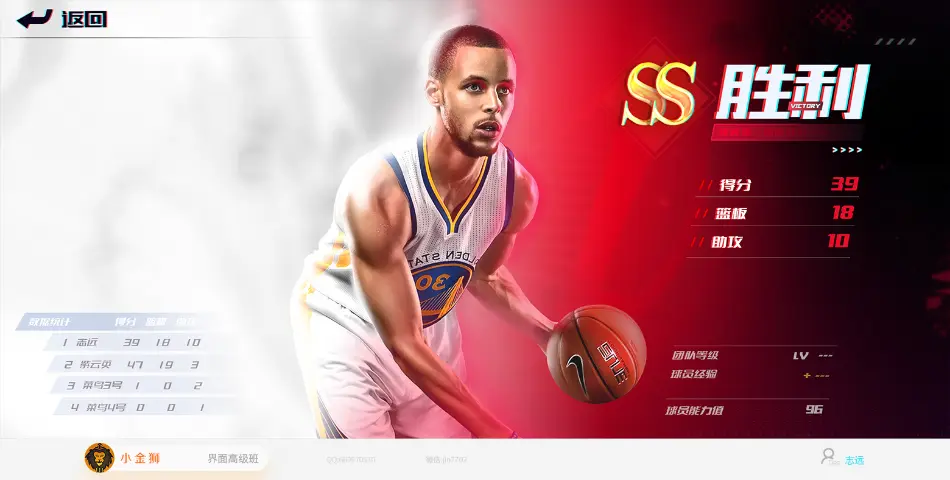 返回
SS 胜利
VICTORY
得分 39
篮板 18
助攻 10
30
数据统计 得分 篮板
1 志远 39 18 10
2 紫云英 47 19 3
3 菜鸟3号 1 0 2
4 菜鸟4号 0 0 1
团队等级 LV ---
球员经验 + ---
球员能力值 96
小金狮 界面高级班
志远